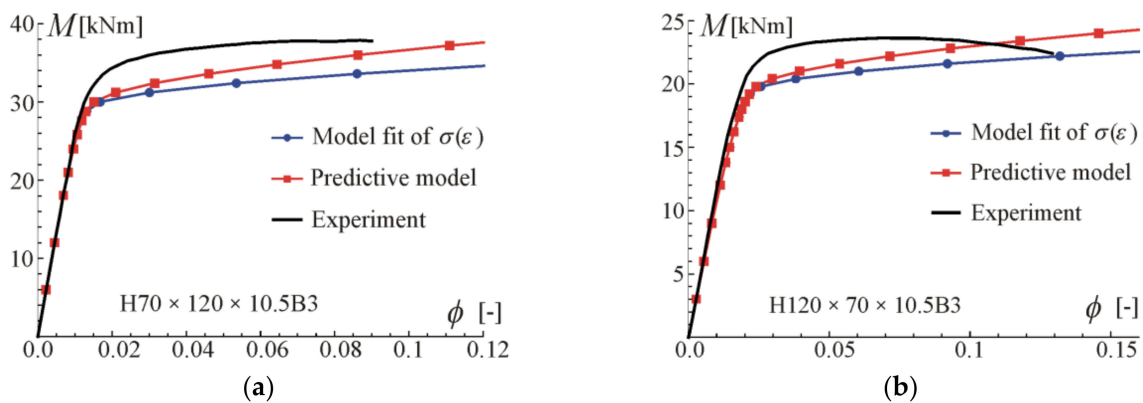 M [kNm]
40
30
20
10
0.0
0.02
0.04
0.06
0.08
0.1
0.12
Model fit of σ(ε)
Predictive model
Experiment
H70 × 120 × 10.5B3
ϕ [-]
(a)
M [kNm]
25
20
15
10
5
0.0
0.05
0.1
0.15
Model fit of σ(ε)
Predictive model
Experiment
H120 × 70 × 10.5B3
ϕ [-]
(b)